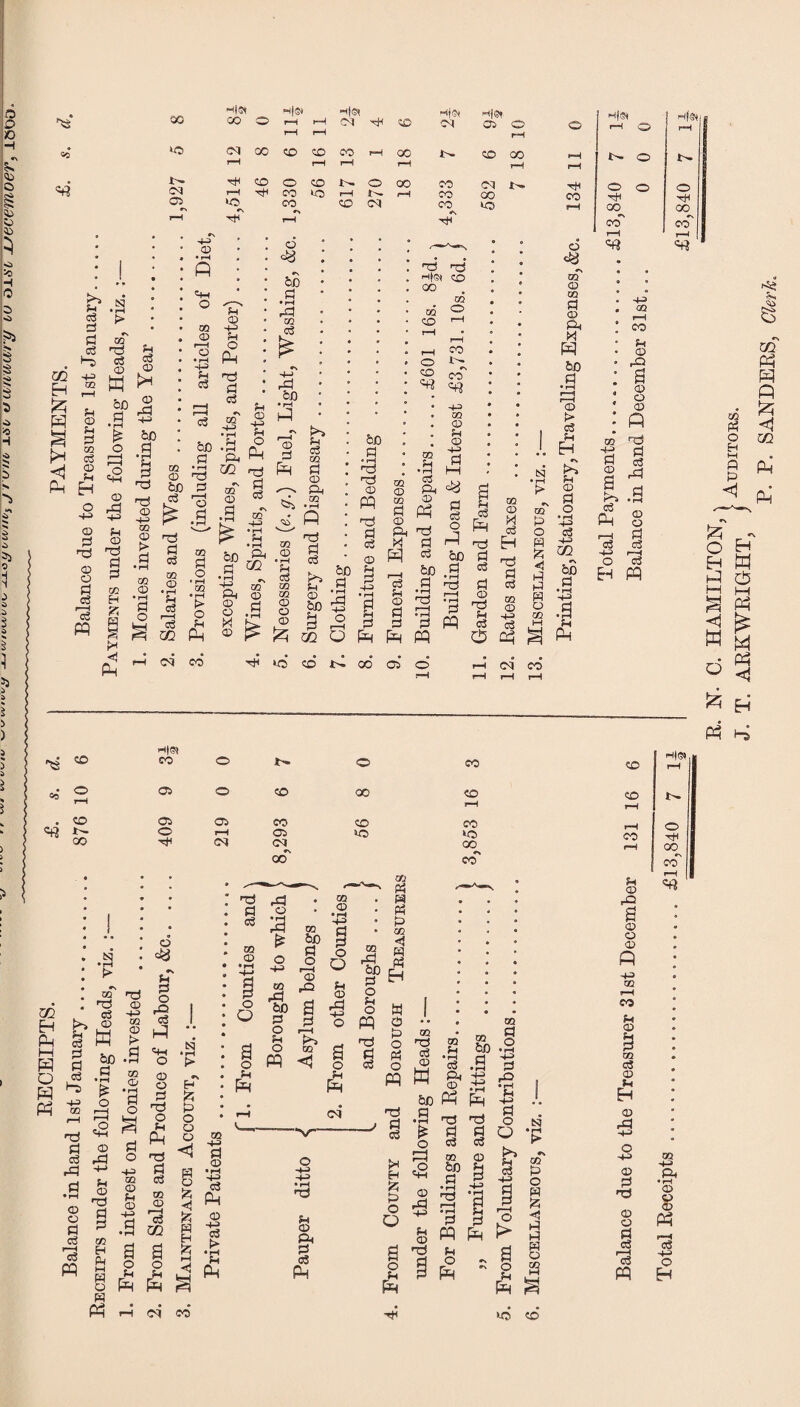 RECEIPTS.
£. s. d.
Balance in hand 1st January .......... 876 10 6
RECEIPTS under the following Heads, viz. :—
1. From interest on Monies invested ....
2. From Sales and Produce of Labour, &c..... 409 9 3½
3. MAINTENANCE ACCOUNT, viz. :—
Private Patients .......... 219 0 0
Pauper ditto
1. From Counties and Boroughs to which Asylum belongs .. 8,293 6 7
2. From other Counties and Boroughs .... 56 8 0
4. From COUNTY and BOROUGH TREASURERS
under the following Heads :—
For Buildings and Repairs..........
„ Furniture and Fittings .......... 3,853 16 3
5. From Voluntary Contributions..........
6. MISCELLANEOUS, viz. :—
Balance due to the Treasurer 31st December 131 16 6
Total Receipts .......... £13,840 7 1½
PAYMENTS.
£. s. d.
Balance due to Treasurer 1st January......
PAYMENTS under the following Heads, viz. :—
1. Monies invested during the Year ..........
2. Salaries and Wages .......... 1,927 5 8
3. Provisions (including all articles of Diet,
excepting Wines, Spirits, and Porter) .... 4,514 12 8½
4. Wines, Spirits, and Porter .......... 46 8 0
5. Necessaries (e.g.) Fuel, Light, Washing, &c. 1,330 6 11½
6. Surgery and Dispensary .......... 56 16 11
7. Clothing .......... 617 13 2½
8. Furniture and Bedding .......... 270 1 4
9. Funeral Expenses .......... 18 18 6
10. Building and Repairs...... £601 16s. 8½d.
Building Loan & Interest £3,731. 10s. 6d. 4,333 7 2½
11. Garden and Farm .......... 582 6 9½
12. Rates and Taxes .......... 7 18 10
13. MISCELLANEOUS, viz. :—
Printing, Stationery, Travelling Expenses, &c. 134 11 0
Total Payments.......... £13,840 7 1½
Balance in hand December 31st .... 0 0 0
£13,840 7 1½
R. N. C. HAMILTON,
J. T. ARKWRIGHT, } AUDITORS.
P. P. SANDERS, Clerk.